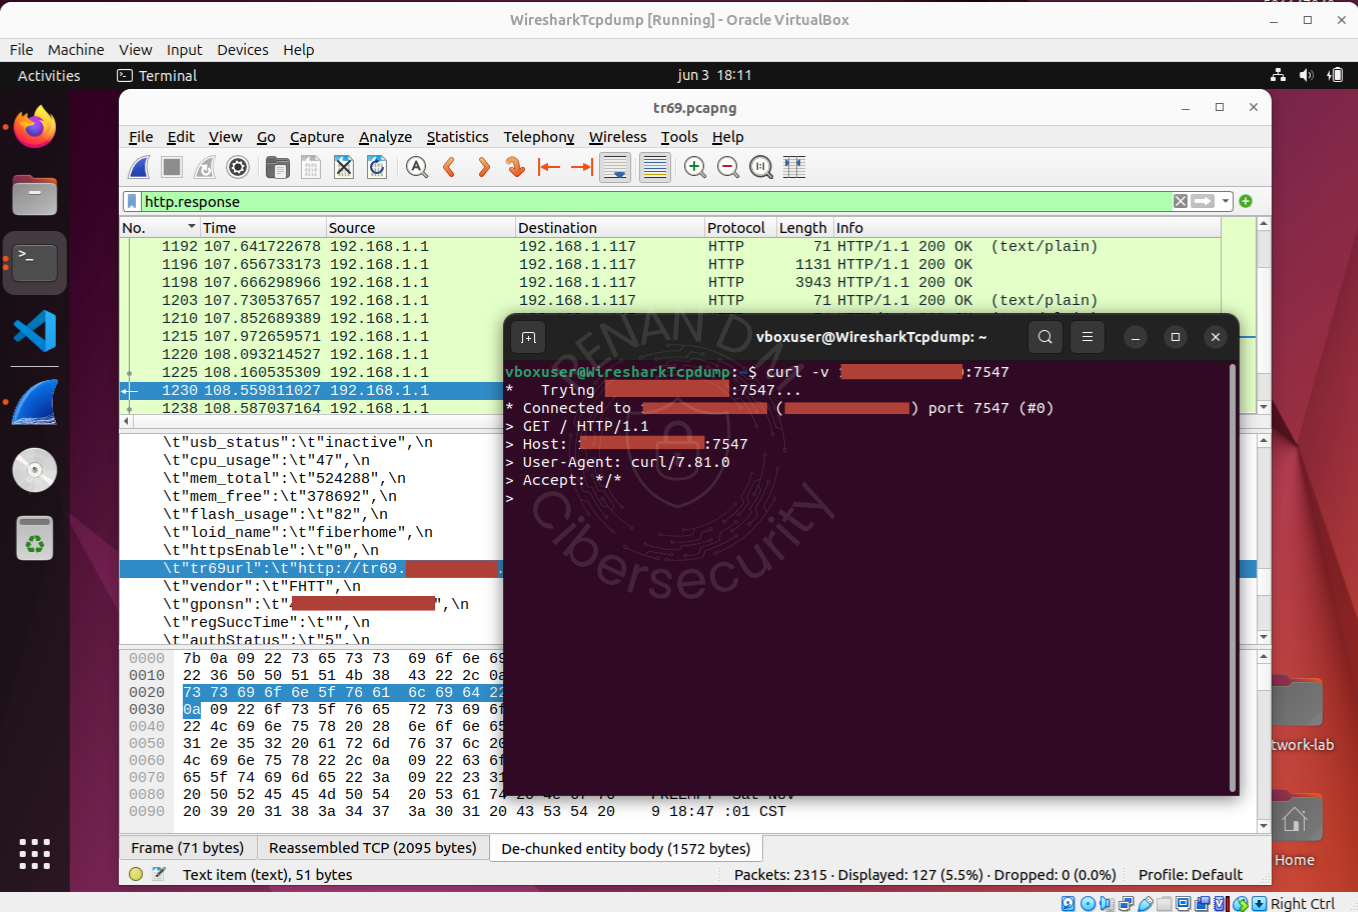 WiresharkTcpdump [Running] - Oracle VirtualBox
File Machine View Input Devices Help
Activities Terminal jun 3 18:11
tr69.pcapng
File Edit View Go Capture Analyze Statistics Telephony Wireless Tools Help
http.response
No. Time Source Destination Protocol Length Info
1192 107.641722678 192.168.1.1 192.168.1.117 HTTP 71 HTTP/1.1 200 OK (text/plain)
1196 107.656733173 192.168.1.1 192.168.1.117 HTTP 1131 HTTP/1.1 200 OK
1198 107.666298966 192.168.1.1 192.168.1.117 HTTP 3943 HTTP/1.1 200 OK
1203 107.730537657 192.168.1.1 192.168.1.117 HTTP 71 HTTP/1.1 200 OK (text/plain)
1210 107.852689389 192.168.1.1
1215 107.972659571 192.168.1.1
1220 108.093214527 192.168.1.1
1225 108.160535309 192.168.1.1
1230 108.559811027 192.168.1.1
1238 108.587037164 192.168.1.1
\t"usb_status":\t"inactive",\n
\t"cpu_usage":\t"47",\n
\t"mem_total":\t"524288",\n
\t"mem_free":\t"378692",\n
\t"flash_usage":\t"82",\n
\t"loid_name":\t"fiberhome",\n
\t"httpsEnable":\t"0",\n
\t"tr69url":\t"http://tr69.
\t"vendor":\t"FHTT",\n
\t"gponsn":\t" ",\n
\t"regSuccTime":\t"",\n
\t"authStatus":\t"5",\n
0000 7b 0a 09 22 73 65 73 73 69 6f 6e 69
0010 22 36 50 50 51 51 4b 38 43 22 2c 0a
0020 73 73 69 6f 6e 5f 76 61 6c 69 64 22
0030 0a 09 22 6f 73 5f 76 65 72 73 69 6f
0040 22 4c 69 6e 75 78 20 28 6e 6f 6e 65
0050 31 2e 35 32 20 61 72 6d 76 37 6c 20
0060 4c 69 6e 75 78 22 2c 0a 09 22 63 6f
0070 65 5f 74 69 6d 65 22 3a 09 22 23 31
0080 20 50 52 45 45 4d 50 54 20 53 61 74 20 4e 6f 76 PREEMPT Sat Nov
0090 20 39 20 31 38 3a 34 37 3a 30 31 20 43 53 54 20 9 18:47 :01 CST
Frame (71 bytes) Reassembled TCP (2095 bytes) De-chunked entity body (1572 bytes)
Text item (text), 51 bytes Packets: 2315 · Displayed: 127 (5.5%) · Dropped: 0 (0.0%) Profile: Default
vboxuser@WiresharkTcpdump: ~
vboxuser@WiresharkTcpdump:~$ curl -v :7547
* Trying :7547...
* Connected to ( ) port 7547 (#0)
> GET / HTTP/1.1
> Host: :7547
> User-Agent: curl/7.81.0
> Accept: */*
>
RENAN D
Cibersecurity
twork-lab
Home
Right Ctrl